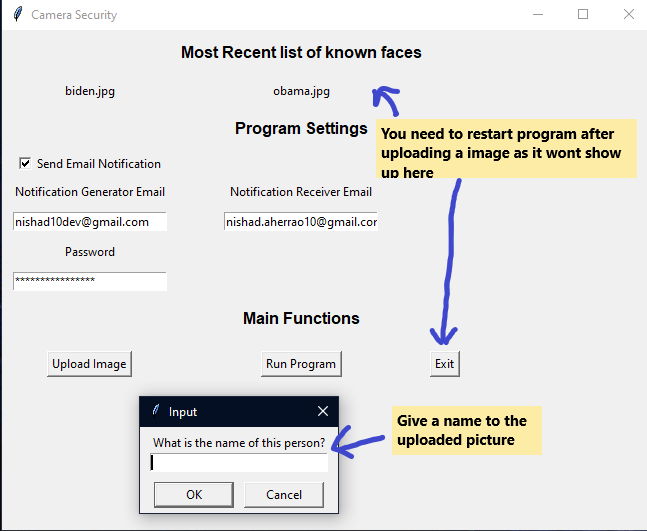 Camera Security
Most Recent list of known faces
biden.jpg obama.jpg
You need to restart program after
uploading a image as it wont show
up here
Program Settings
Send Email Notification
Notification Generator Email Notification Receiver Email
nishad10dev@gmail.com nishad.aherrao10@gmail.cor
Password
****************
Main Functions
Upload Image Run Program Exit
Input
What is the name of this person?
Give a name to the
uploaded picture
OK Cancel